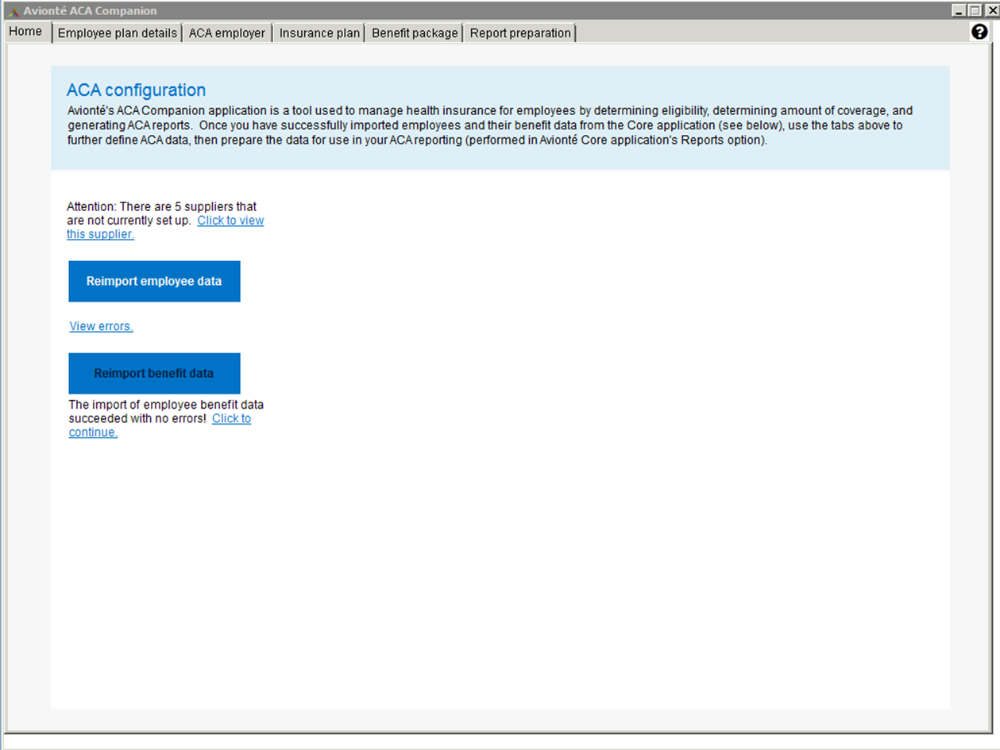 Avionté ACA Companion
Home Employee plan details ACA employer Insurance plan Benefit package Report preparation ?
ACA configuration
Avionté's ACA Companion application is a tool used to manage health insurance for employees by determining eligibility, determining amount of coverage, and
generating ACA reports. Once you have successfully imported employees and their benefit data from the Core application (see below), use the tabs above to
further define ACA data, then prepare the data for use in your ACA reporting (performed in Avionté Core application's Reports option).
Attention: There are 5 suppliers that
are not currently set up. Click to view
this supplier.
Reimport employee data
View errors.
Reimport benefit data
The import of employee benefit data
succeeded with no errors! Click to
continue.